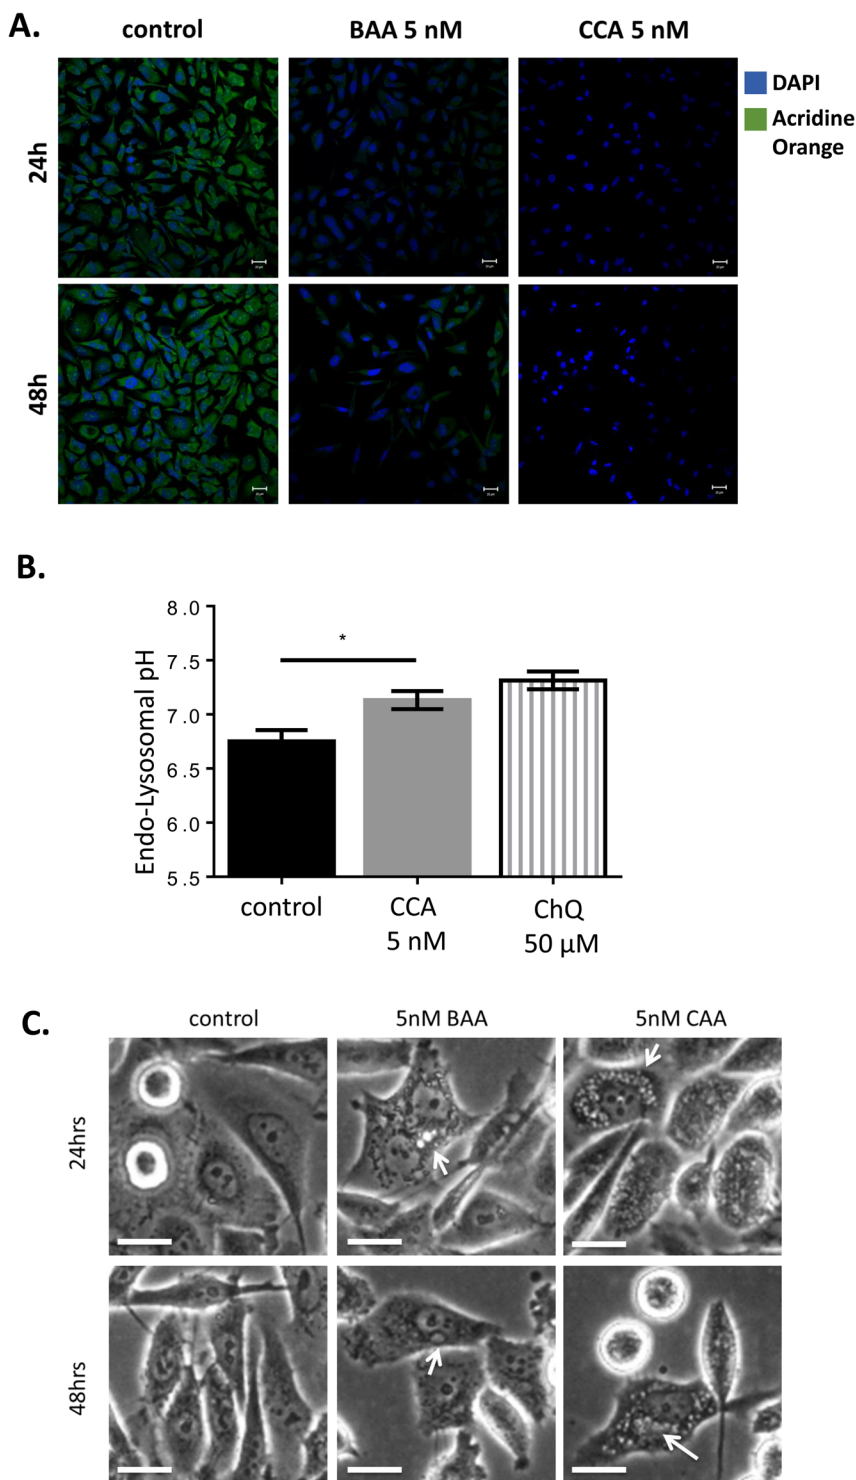 A.
control BAA 5 nM CCA 5 nM
DAPI
Acridine
Orange
24h
48h
B.
Endo-Lysosomal pH
8.0
7.5
7.0
6.5
6.0
5.5
*
control CCA ChQ
5 nM 50 µM
C.
control 5nM BAA 5nM CAA
24hrs
48hrs